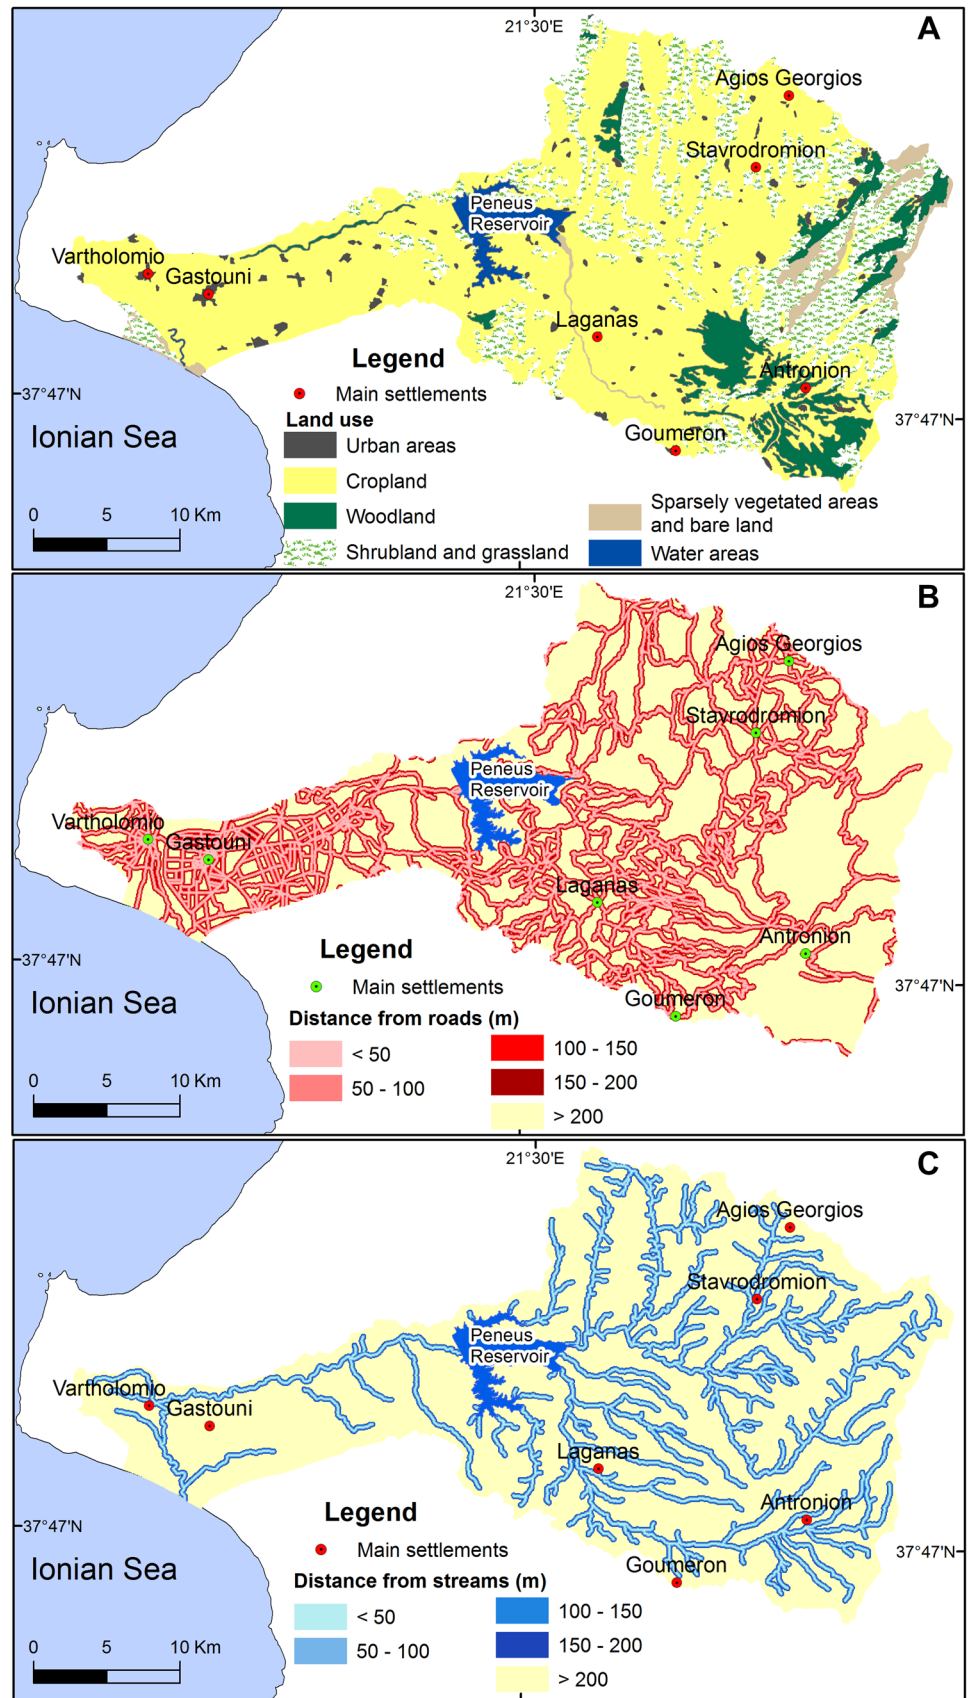 21°30'E
A
Agios Georgios
Stavrodromion
Peneus
Reservoir
Vartholomio
Gastouni
Laganas
Legend
Antronion
Main settlements
37°47'N
Land use
37°47'N
Ionian Sea
Goumeron
Urban areas
Cropland
Woodland
Sparsely vegetated areas
and bare land
0 5 10 Km
Shrubland and grassland
Water areas
21°30'E
B
Agios Georgios
Stavrodromion
Peneus
Reservoir
Vartholomio
Gastouni
Laganas
Antronion
Legend
37°47'N
Main settlements
37°47'N
Ionian Sea
Goumeron
Distance from roads (m)
< 50
100 - 150
0 5 10 Km
50 - 100
150 - 200
> 200
21°30'E
C
Agios Georgios
Stavrodromion
Peneus
Reservoir
Vartholomio
Gastouni
Laganas
Antronion
Legend
37°47'N
Main settlements
37°47'N
Ionian Sea
Goumeron
Distance from streams (m)
< 50
100 - 150
0 5 10 Km
50 - 100
150 - 200
> 200